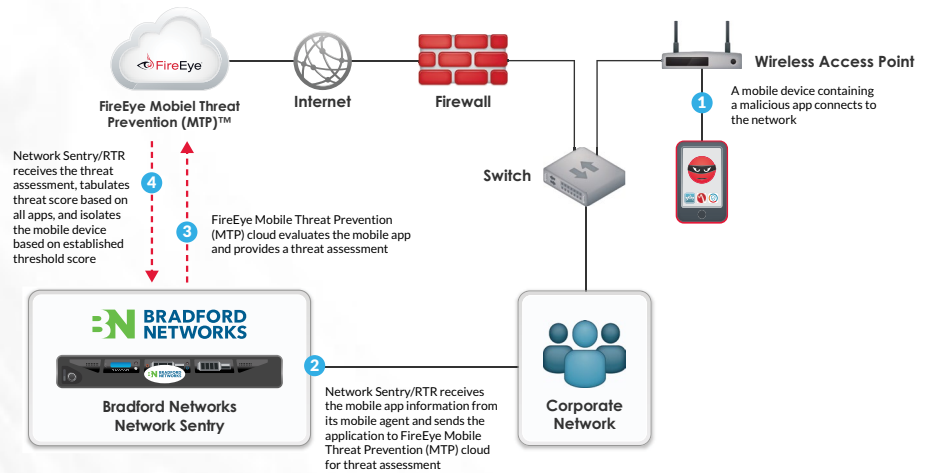 FireEye
FireEye Mobiel Threat
Prevention (MTP)™
Internet
Firewall
Wireless Access Point
1
A mobile device containing
a malicious app connects to
the network
Switch
Network Sentry/RTR
receives the threat
assessment, tabulates
threat score based on
all apps, and isolates
the mobile device
based on established
threshold score
4
3
FireEye Mobile Threat Prevention
(MTP) cloud evaluates the mobile app
and provides a threat assessment
BN BRADFORD
NETWORKS
BN BRADFORD
NETWORKS
Bradford Networks
Network Sentry
2
Network Sentry/RTR receives
the mobile app information from
its mobile agent and sends the
application to FireEye Mobile
Threat Prevention (MTP) cloud
for threat assessment
Corporate
Network